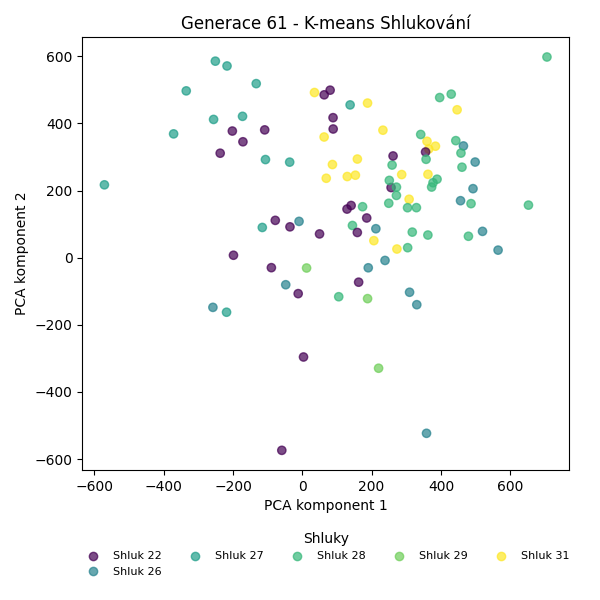 Generace 61 - K-means Shlukování
600
400
200
0
−200
−400
−600
PCA komponent 2
−600 −400 −200 0 200 400 600
PCA komponent 1
Shluky
Shluk 22 Shluk 27 Shluk 28 Shluk 29 Shluk 31
Shluk 26